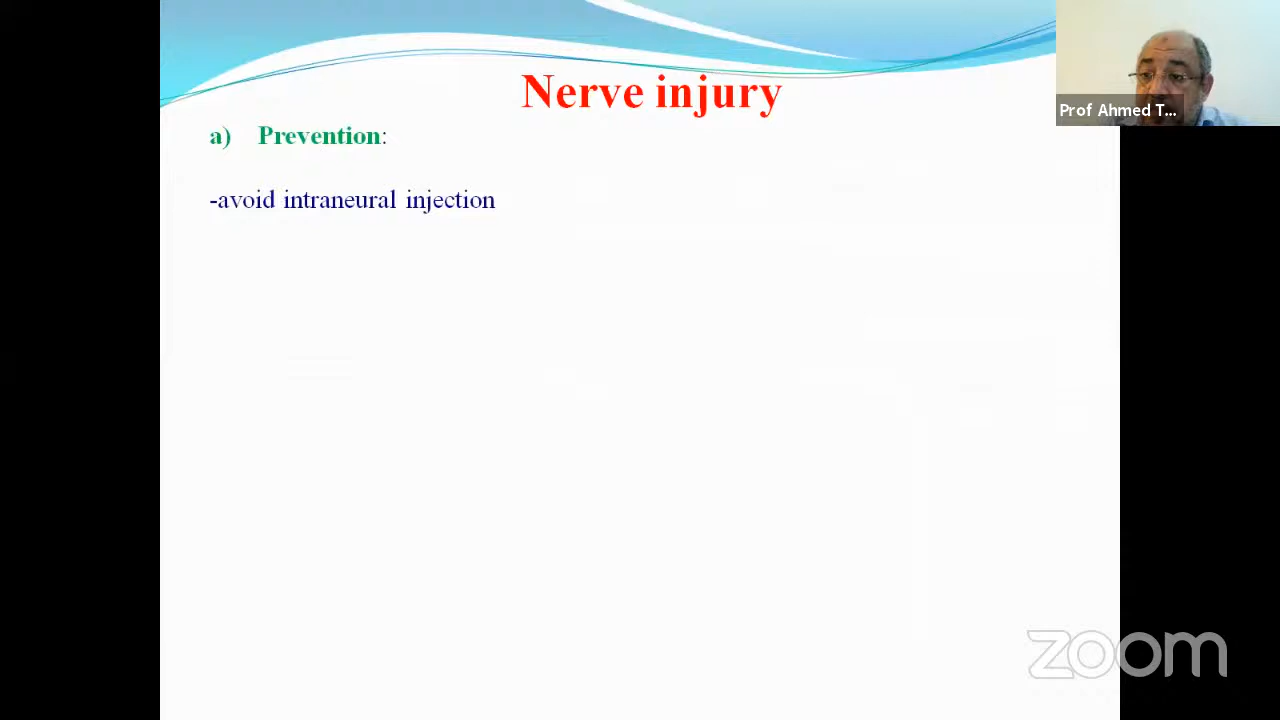 Nerve injury
Prof Ahmed T...
a) Prevention:
-avoid intraneural injection
zoom